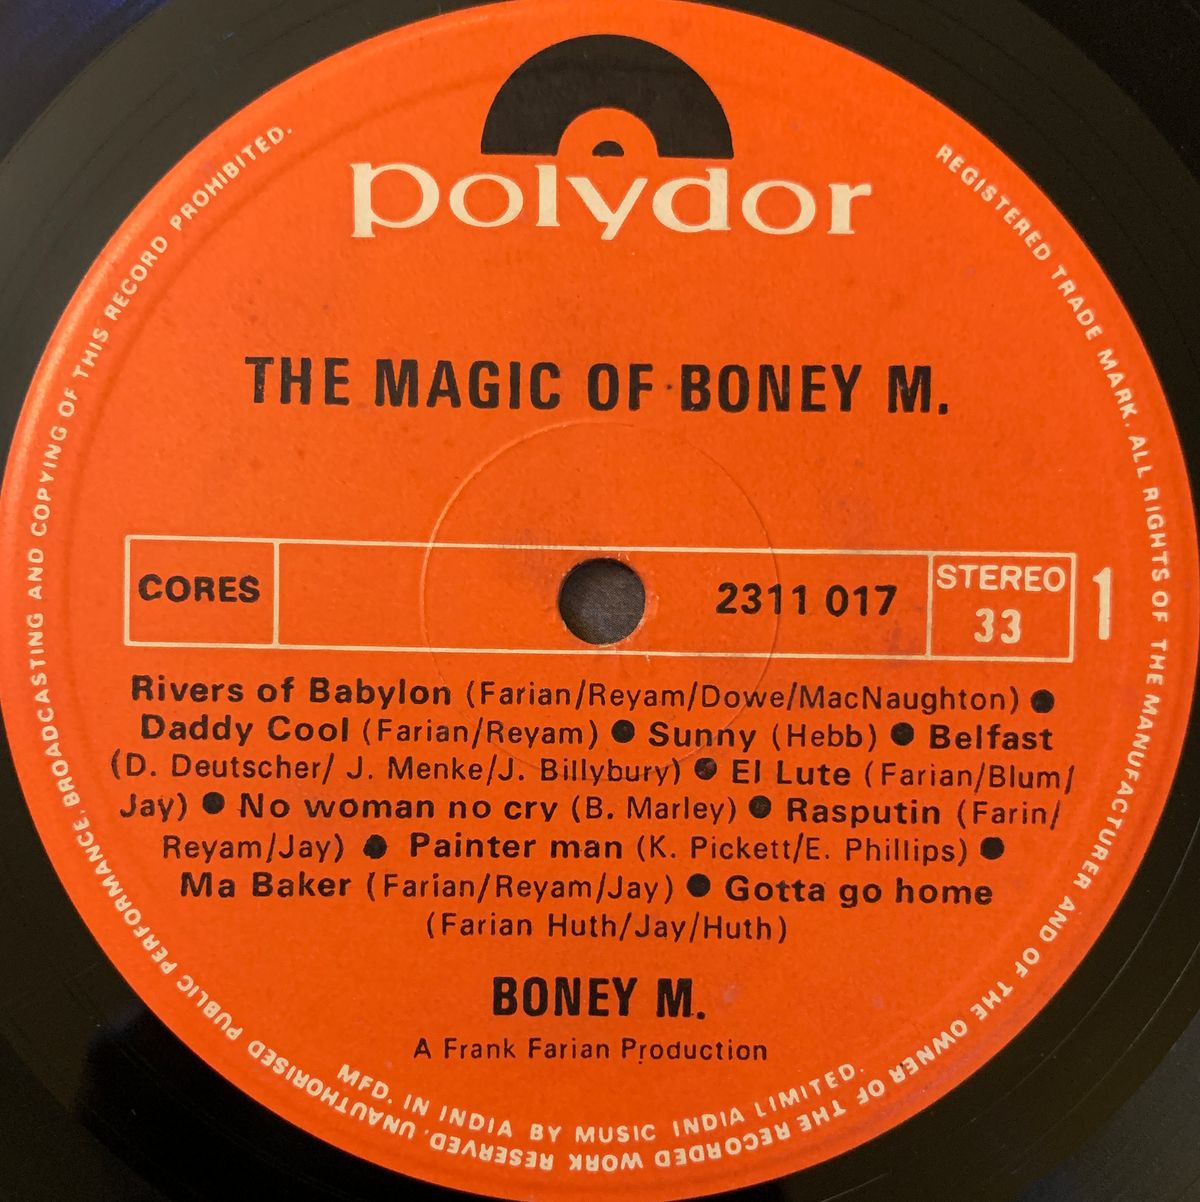 polydor
THE MAGIC OF BONEY M.
CORES
2311 017
STEREO
33
1
Rivers of Babylon (Farian/Reyam/Dowe/MacNaughton) ●
Daddy Cool (Farian/Reyam) ● Sunny (Hebb) ● Belfast
(D. Deutscher/ J. Menke/J. Billybury) ● El Lute (Farian/Blum/
Jay) ● No woman no cry (B. Marley) ● Rasputin (Farin/
Reyam/Jay) ● Painter man (K. Pickett/E. Phillips) ●
Ma Baker (Farian/Reyam/Jay) ● Gotta go home
(Farian Huth/Jay/Huth)
BONEY M.
A Frank Farian Production
MFD. IN INDIA BY MUSIC INDIA LIMITED.
REGISTERED TRADE MARK. ALL RIGHTS OF THE MANUFACTURER AND OF THE OWNER OF THE RECORDED WORK RESERVED. UNAUTHORISED PUBLIC PERFORMANCE, BROADCASTING AND COPYING OF THIS RECORD PROHIBITED.